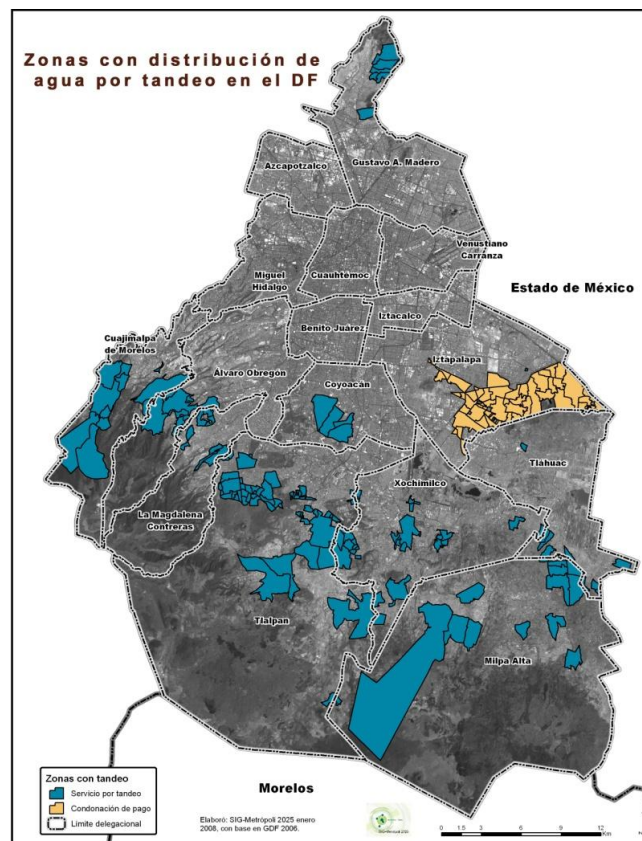 Zonas con distribución de
agua por tandeo en el DF
Gustavo A. Madero
Azcapotzalco
Venustiano
Carranza
Miguel
Hidalgo
Cuauhtémoc
Estado de México
Iztacalco
Benito Juárez
Cuajimalpa
de Morelos
Iztapalapa
Álvaro Obregón
Coyoacán
Tláhuac
Xochimilco
La Magdalena
Contreras
Tlalpan
Milpa Alta
Morelos
Zonas con tandeo
Servicio por tandeo
Condonación de pago
Límite delegacional
Elaboró: SIG-Metrópoli 2025 enero
2008, con base en GDF 2006.
0 1.5 3 6 9 12
Km